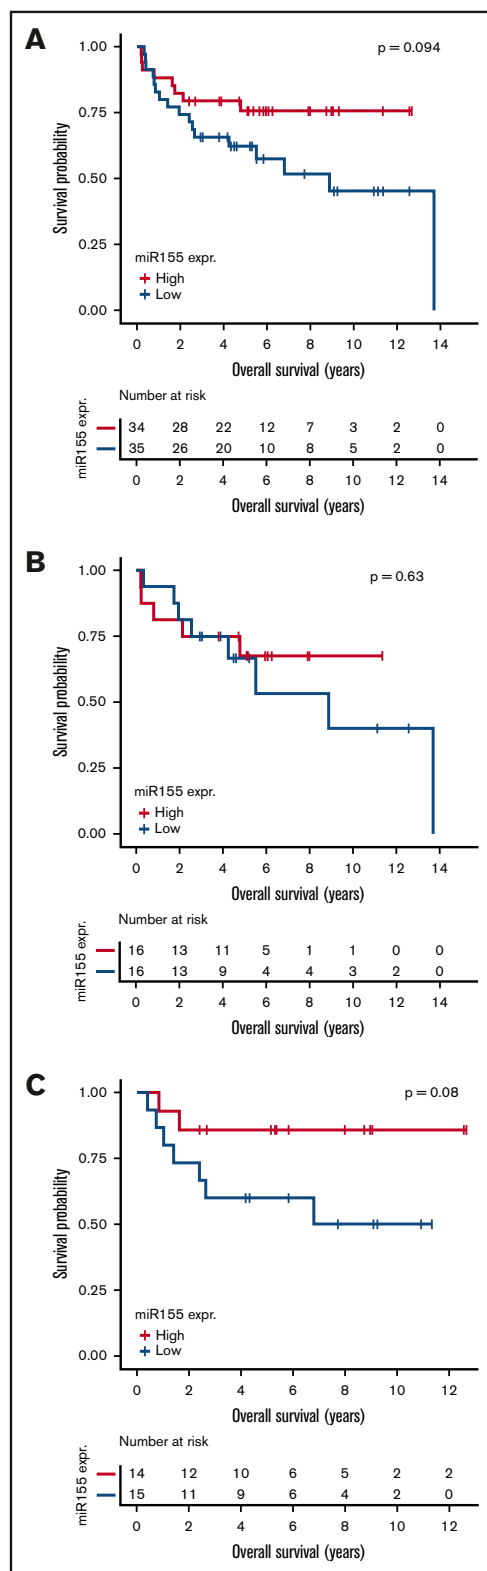 A
p = 0.094
1.00
0.75
0.50
0.25
0.00
Survival probability
miR155 expr.
High
Low
0 2 4 6 8 10 12 14
Overall survival (years)
Number at risk
miR155 expr.
34 28 22 12 7 3 2 0
35 26 20 10 8 5 2 0
0 2 4 6 8 10 12 14
Overall survival (years)
B
p = 0.63
1.00
0.75
0.50
0.25
0.00
Survival probability
miR155 expr.
High
Low
0 2 4 6 8 10 12 14
Overall survival (years)
Number at risk
miR155 expr.
16 13 11 5 1 1 0 0
16 13 9 4 4 3 2 0
0 2 4 6 8 10 12 14
Overall survival (years)
C
p = 0.08
1.00
0.75
0.50
0.25
0.00
Survival probability
miR155 expr.
High
Low
0 2 4 6 8 10 12
Overall survival (years)
Number at risk
miR155 expr.
14 12 10 6 5 2 2
15 11 9 6 4 2 0
0 2 4 6 8 10 12
Overall survival (years)